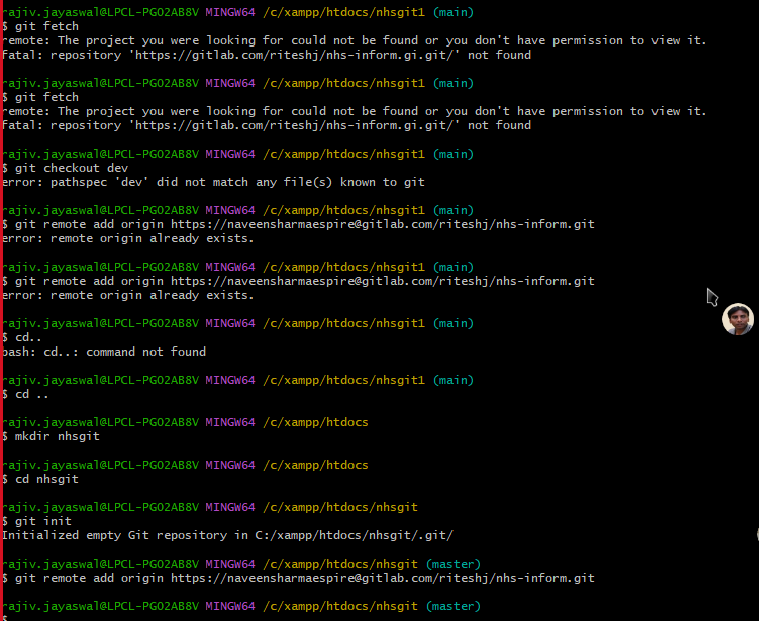 rajiv.jayaswal@LPCL-PG02AB8V MINGW64 /c/xampp/htdocs/nhsgit1 (main)
$ git fetch
remote: The project you were looking for could not be found or you don't have permission to view it.
fatal: repository 'https://gitlab.com/riteshj/nhs-inform.gi.git/' not found
rajiv.jayaswal@LPCL-PG02AB8V MINGW64 /c/xampp/htdocs/nhsgit1 (main)
$ git fetch
remote: The project you were looking for could not be found or you don't have permission to view it.
fatal: repository 'https://gitlab.com/riteshj/nhs-inform.gi.git/' not found
rajiv.jayaswal@LPCL-PG02AB8V MINGW64 /c/xampp/htdocs/nhsgit1 (main)
$ git checkout dev
error: pathspec 'dev' did not match any file(s) known to git
rajiv.jayaswal@LPCL-PG02AB8V MINGW64 /c/xampp/htdocs/nhsgit1 (main)
$ git remote add origin https://naveensharmaespire@gitlab.com/riteshj/nhs-inform.git
error: remote origin already exists.
rajiv.jayaswal@LPCL-PG02AB8V MINGW64 /c/xampp/htdocs/nhsgit1 (main)
$ git remote add origin https://naveensharmaespire@gitlab.com/riteshj/nhs-inform.git
error: remote origin already exists.
rajiv.jayaswal@LPCL-PG02AB8V MINGW64 /c/xampp/htdocs/nhsgit1 (main)
$ cd..
bash: cd..: command not found
rajiv.jayaswal@LPCL-PG02AB8V MINGW64 /c/xampp/htdocs/nhsgit1 (main)
$ cd ..
rajiv.jayaswal@LPCL-PG02AB8V MINGW64 /c/xampp/htdocs
$ mkdir nhsgit
rajiv.jayaswal@LPCL-PG02AB8V MINGW64 /c/xampp/htdocs
$ cd nhsgit
rajiv.jayaswal@LPCL-PG02AB8V MINGW64 /c/xampp/htdocs/nhsgit
$ git init
Initialized empty Git repository in C:/xampp/htdocs/nhsgit/.git/
rajiv.jayaswal@LPCL-PG02AB8V MINGW64 /c/xampp/htdocs/nhsgit (master)
$ git remote add origin https://naveensharmaespire@gitlab.com/riteshj/nhs-inform.git
rajiv.jayaswal@LPCL-PG02AB8V MINGW64 /c/xampp/htdocs/nhsgit (master)
$